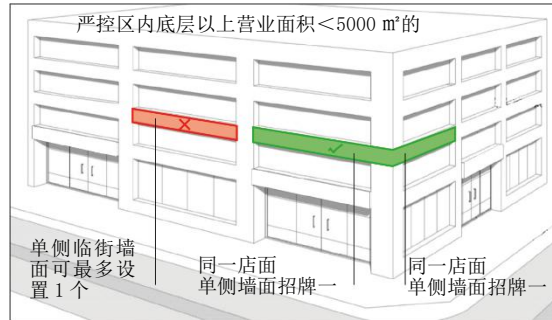 严控区内底层以上营业面积＜5000 ㎡的
单侧临街墙
面可最多设
置 1 个
同一店面
单侧墙面招牌一
同一店面
单侧墙面招牌一